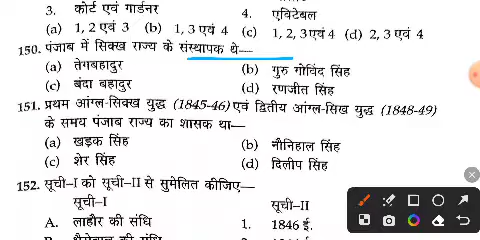 3. कोर्ट एवं गार्डनर 4. एविटेबल
(a) 1, 2 एवं 3 (b) 1, 3 एवं 4 (c) 1, 2, 3 एवं 4 (d) 2, 3 एवं 4
150. पंजाब में सिक्ख राज्य के संस्थापक थे—
(a) तेगबहादुर (b) गुरु गोविंद सिंह
(c) बंदा बहादुर (d) रणजीत सिंह
151. प्रथम आंग्ल-सिक्ख युद्ध (1845-46) एवं द्वितीय आंग्ल-सिख युद्ध (1848-49)
के समय पंजाब राज्य का शासक था—
(a) खड़क सिंह (b) नौनिहाल सिंह
(c) शेर सिंह (d) दिलीप सिंह
152. सूची-I को सूची-II से सुमेलित कीजिए—
सूची-I सूची-II
A. लाहौर की संधि 1. 1846 ई.